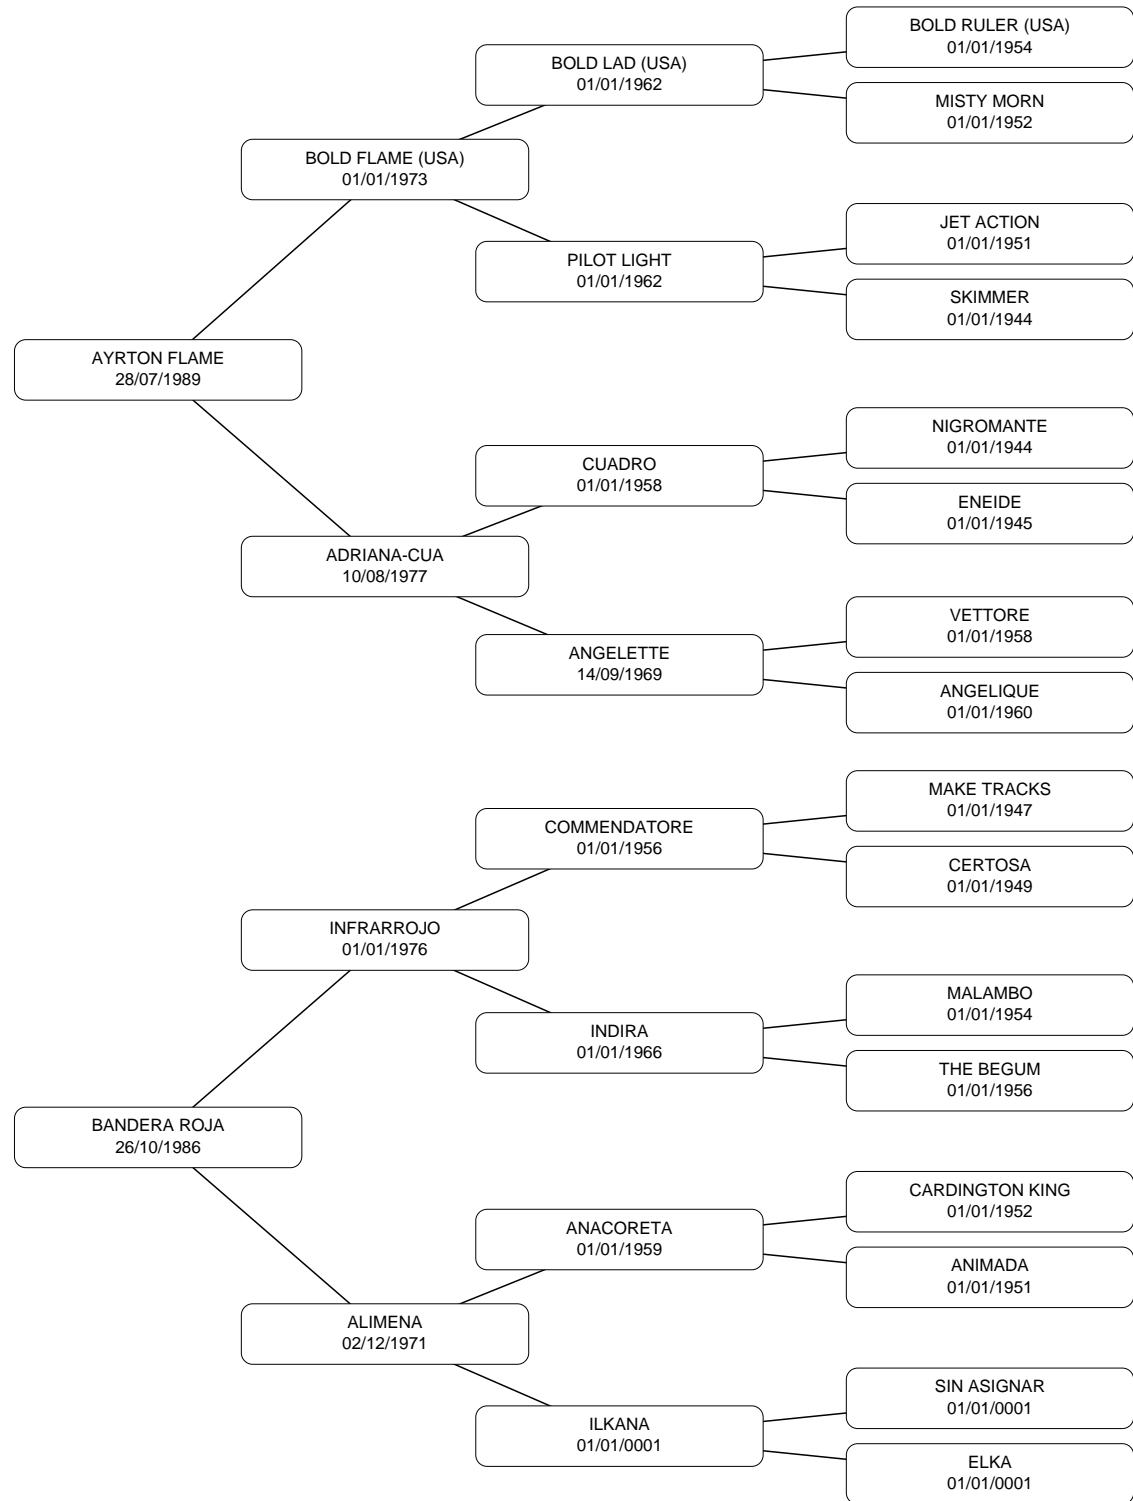 BOLD RULER (USA)
01/01/1954
BOLD LAD (USA)
01/01/1962
MISTY MORN
01/01/1952
BOLD FLAME (USA)
01/01/1973
JET ACTION
01/01/1951
PILOT LIGHT
01/01/1962
SKIMMER
01/01/1944
AYRTON FLAME
28/07/1989
NIGROMANTE
01/01/1944
CUADRO
01/01/1958
ENEIDE
01/01/1945
ADRIANA-CUA
10/08/1977
VETTORE
01/01/1958
ANGELETTE
14/09/1969
ANGELIQUE
01/01/1960
MAKE TRACKS
01/01/1947
COMMENDATORE
01/01/1956
CERTOSA
01/01/1949
INFRARROJO
01/01/1976
MALAMBO
01/01/1954
INDIRA
01/01/1966
THE BEGUM
01/01/1956
BANDERA ROJA
26/10/1986
CARDINGTON KING
01/01/1952
ANACORETA
01/01/1959
ANIMADA
01/01/1951
ALIMENA
02/12/1971
SIN ASIGNAR
01/01/0001
ILKANA
01/01/0001
ELKA
01/01/0001